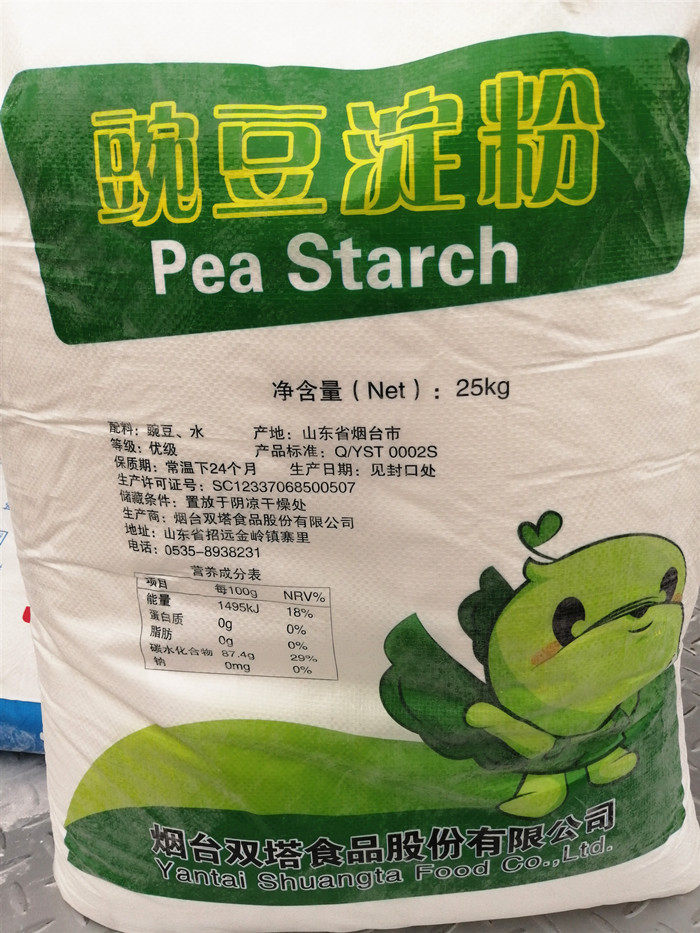 豌豆淀粉
Pea Starch
净含量（Net）：25kg
配料：豌豆、水 产地：山东省烟台市
等级：优级 产品标准：Q/YST 0002S
保质期：常温下24个月 生产日期：见封口处
生产许可证号：SC12337068500507
储藏条件：置放于阴凉干燥处
生产商：烟台双塔食品股份有限公司
地址：山东省招远金岭镇寨里
电话：0535-8938231
营养成分表
项目 每100g NRV%
能量 1495kJ 18%
蛋白质 0g 0%
脂肪 0g 0%
碳水化合物 87.4g 29%
钠 0mg 0%
烟台双塔食品股份有限公司
Yantai Shuangta Food Co.,Ltd.